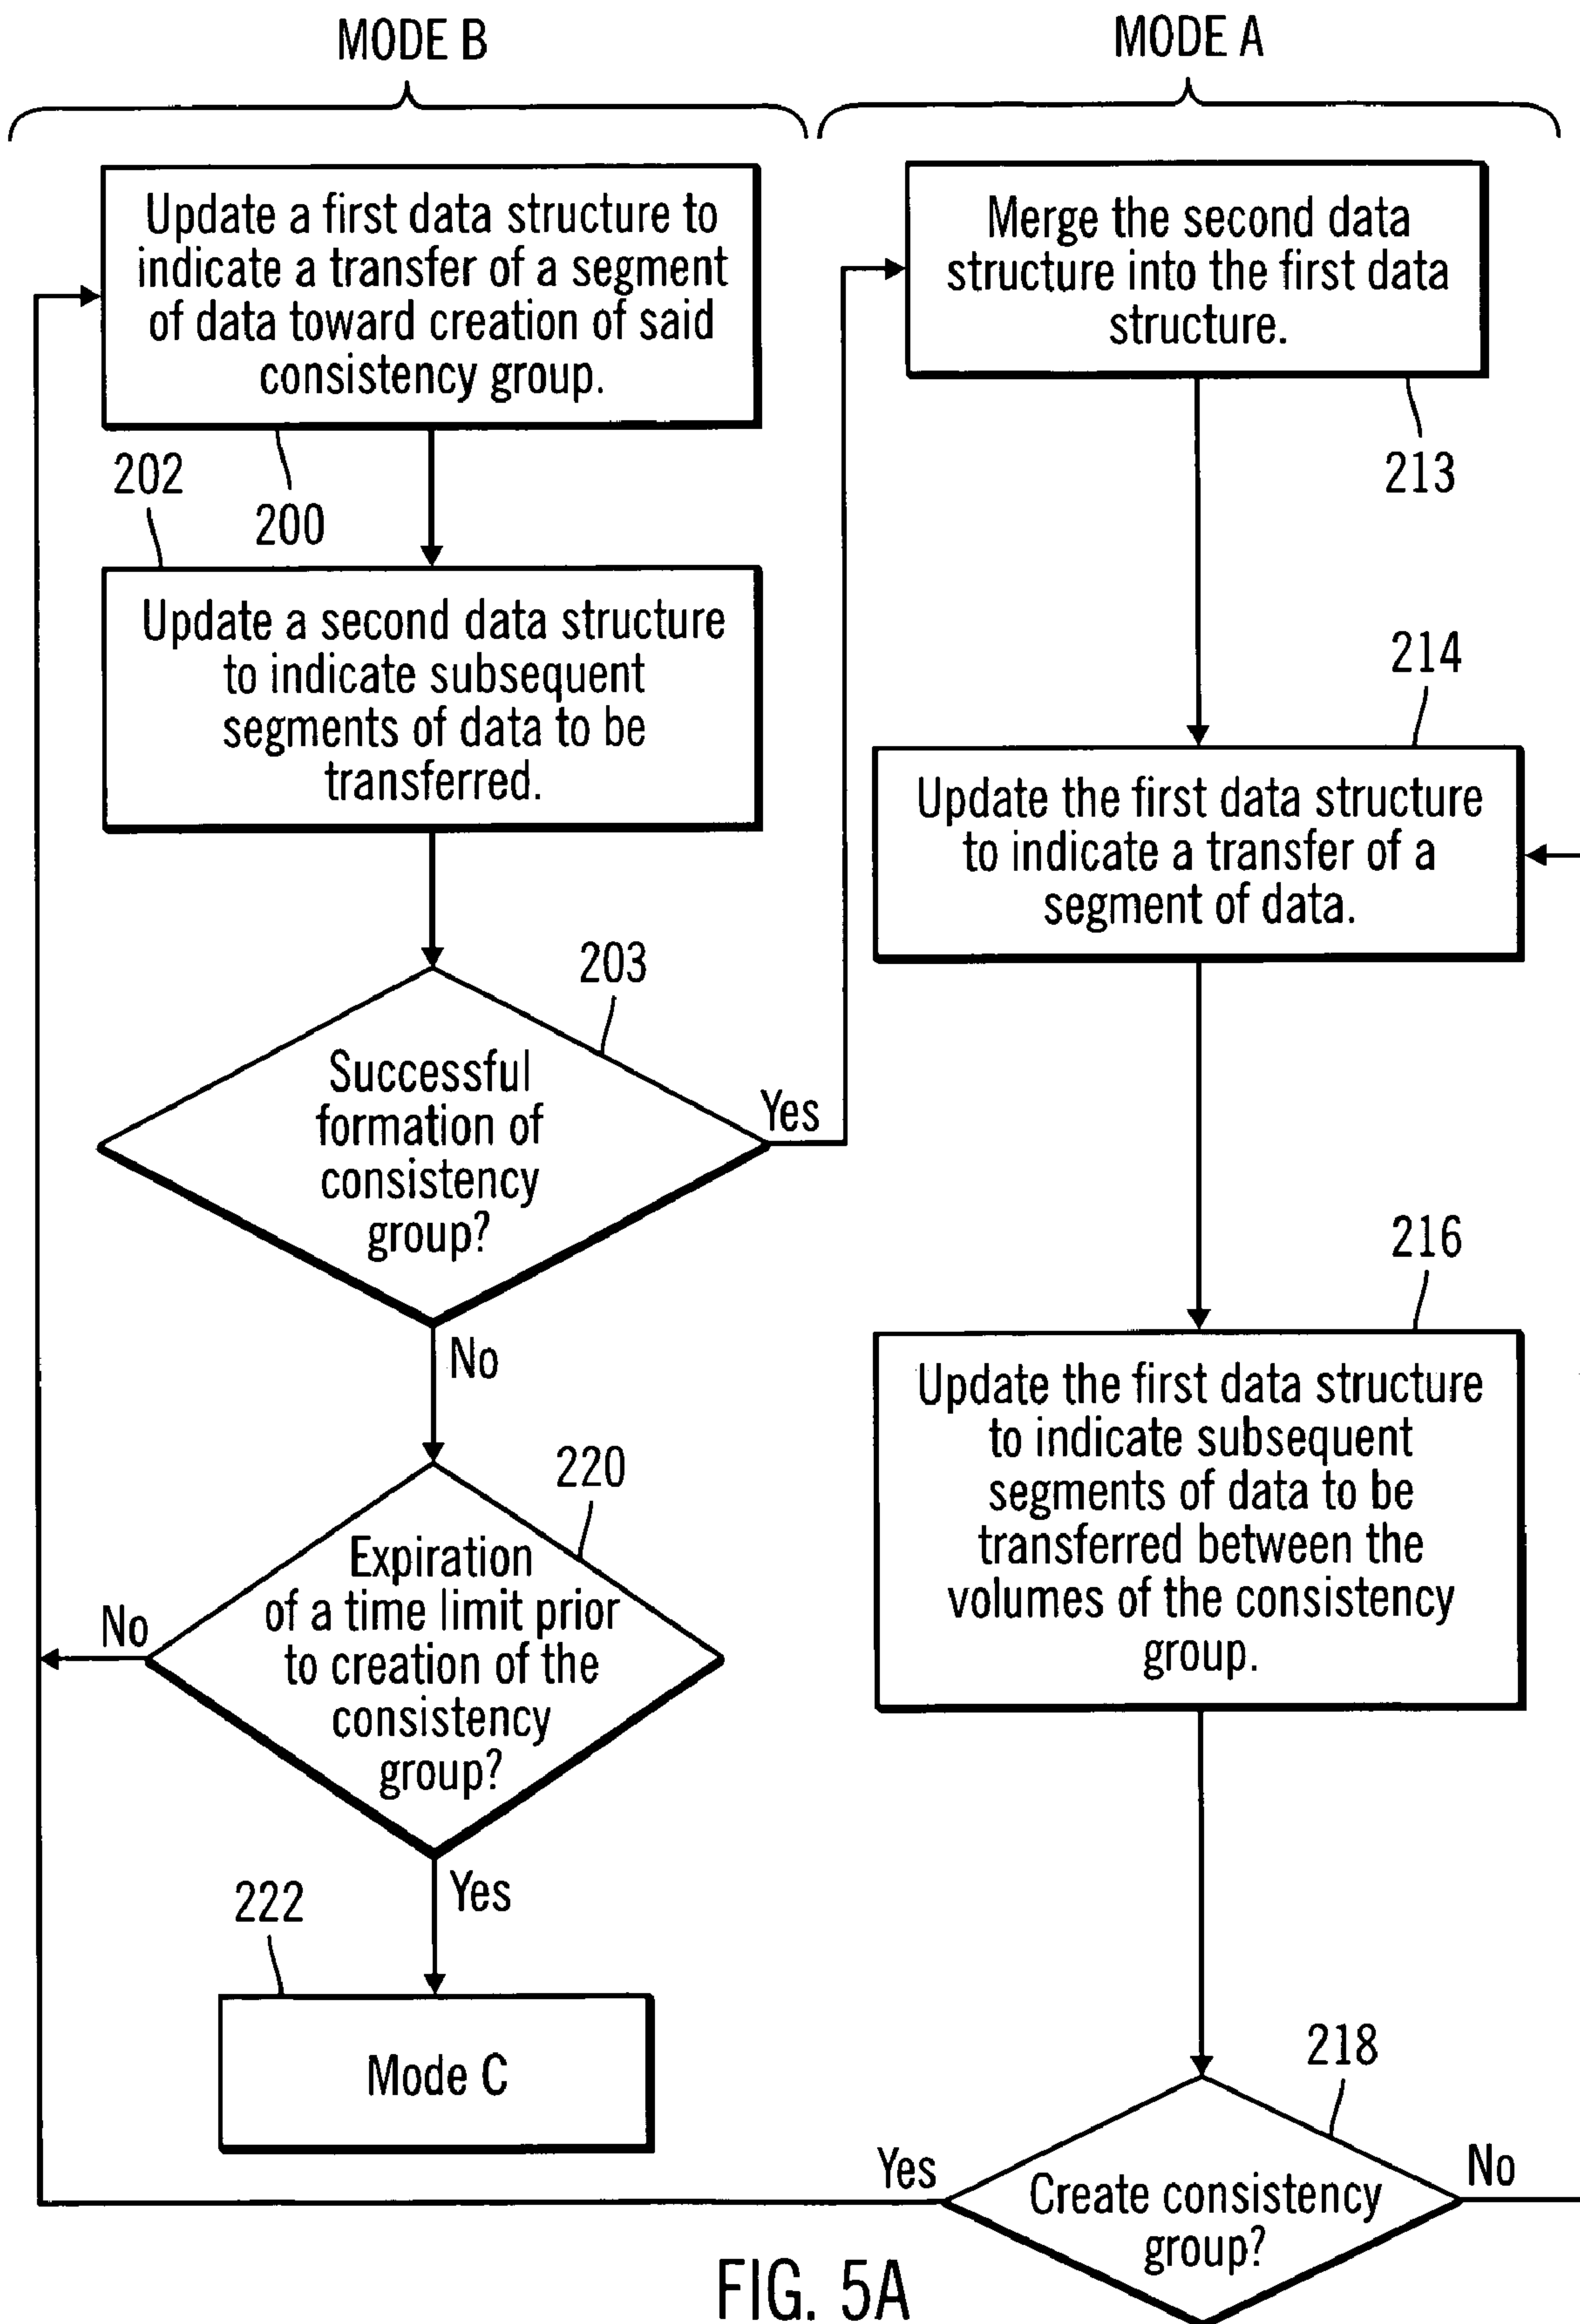 MODE B
MODE A
Update a first data structure to
indicate a transfer of a segment
of data toward creation of said
consistency group.
200
202
Update a second data structure
to indicate subsequent
segments of data to be
transferred.
203
Successful
formation of
consistency
group?
Yes
No
220
Expiration
of a time limit prior
to creation of the
consistency
group?
No
Yes
222
Mode C
Merge the second data
structure into the first data
structure.
213
214
Update the first data structure
to indicate a transfer of a
segment of data.
216
Update the first data structure
to indicate subsequent
segments of data to be
transferred between the
volumes of the consistency
group.
218
Create consistency
group?
Yes
No
FIG. 5A